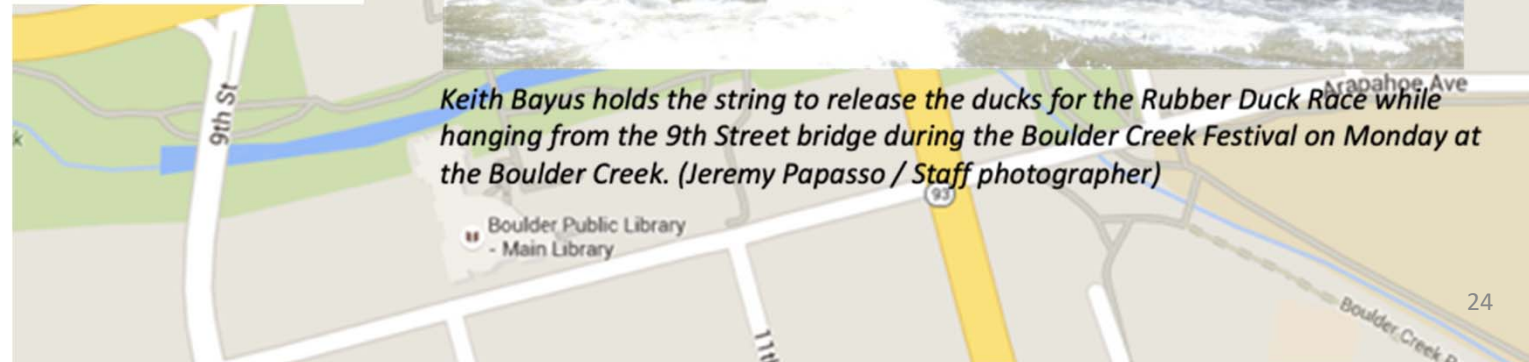 Arapahoe Ave
Keith Bayus holds the string to release the ducks for the Rubber Duck Race while
hanging from the 9th Street bridge during the Boulder Creek Festival on Monday at
the Boulder Creek. (Jeremy Papasso / Staff photographer)
9th St
k
93
Boulder Public Library
- Main Library
24
Boulder Creek P
11t